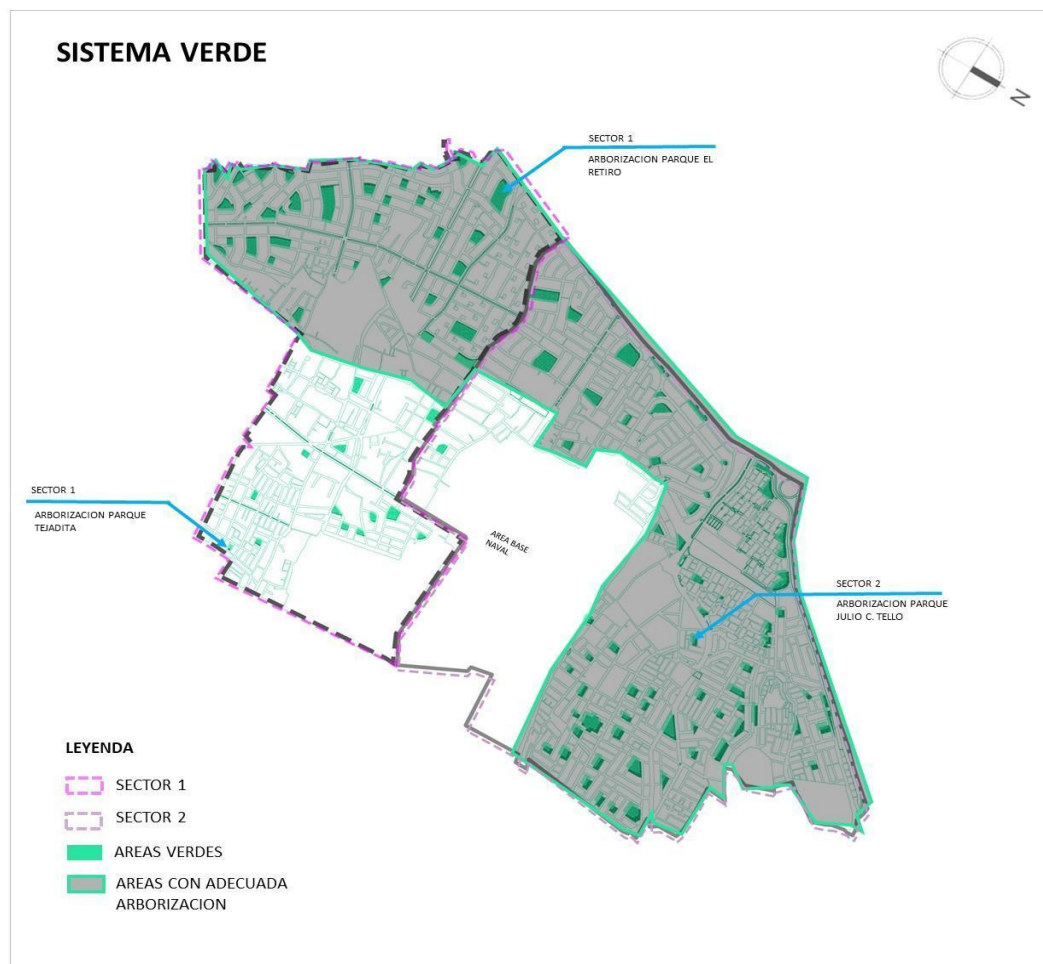 SISTEMA VERDE
N
SECTOR 1
ARBORIZACION PARQUE EL
RETIRO
SECTOR 1
ARBORIZACION PARQUE
TEJADITA
AREA BASE
NAVAL
SECTOR 2
ARBORIZACION PARQUE
JULIO C. TELLO
LEYENDA
SECTOR 1
SECTOR 2
AREAS VERDES
AREAS CON ADECUADA
ARBORIZACION